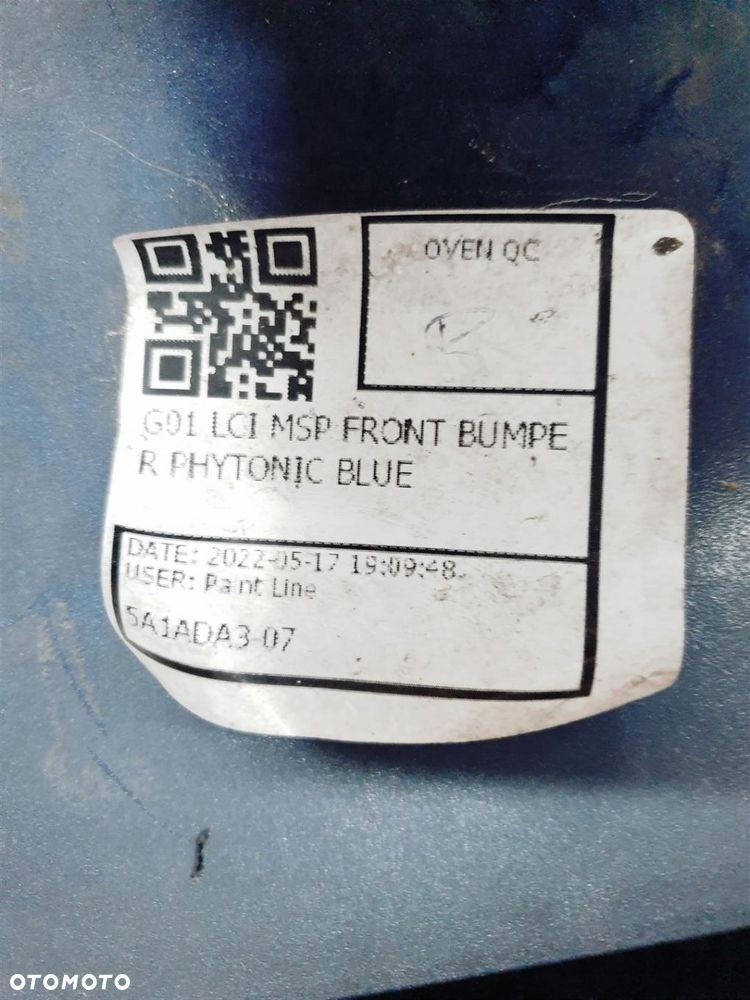 OVEN QC
G01 LCI MSP FRONT BUMPE
R PHYTONIC BLUE
DATE: 2022-05-17 19:09:48
USER: Paint Line
5A1ADA3-07
OTOMOTO